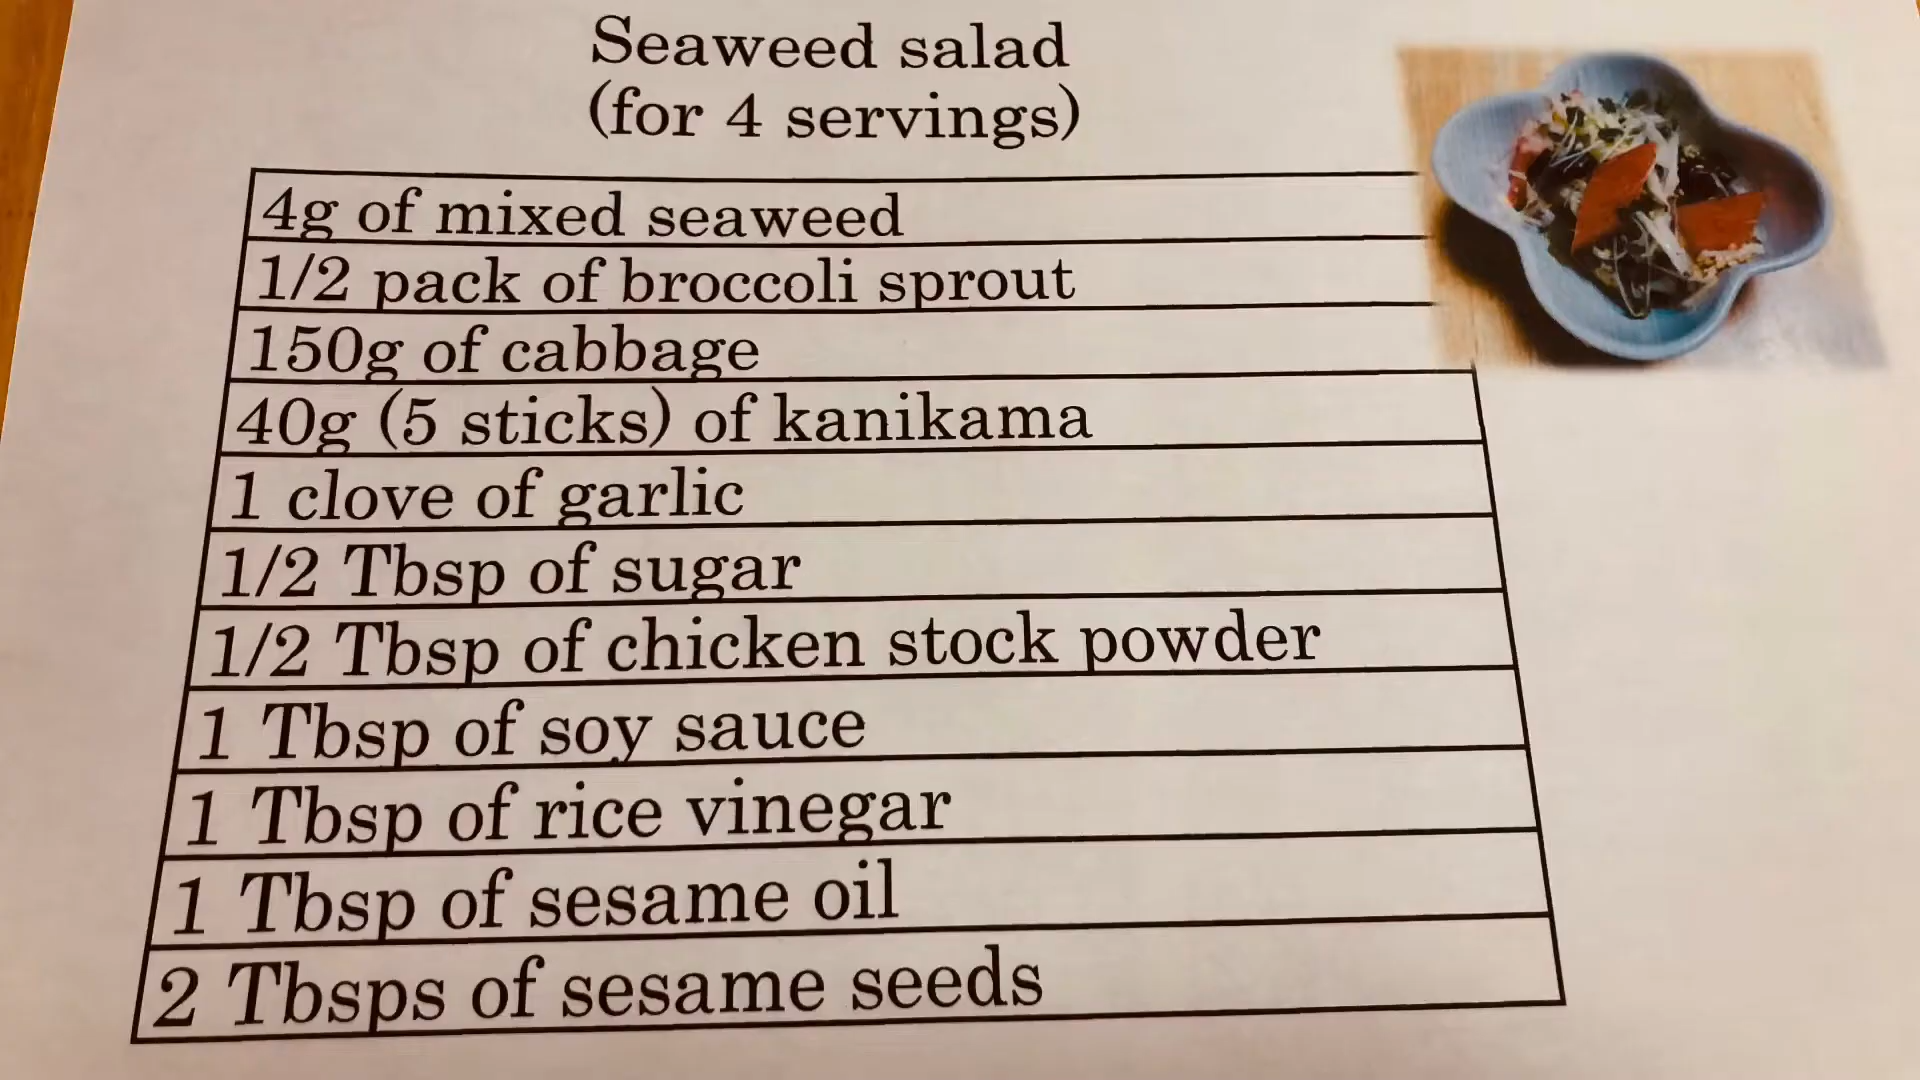 Seaweed salad
(for 4 servings)
4g of mixed seaweed
1/2 pack of broccoli sprout
150g of cabbage
40g (5 sticks) of kanikama
1 clove of garlic
1/2 Tbsp of sugar
1/2 Tbsp of chicken stock powder
1 Tbsp of soy sauce
1 Tbsp of rice vinegar
1 Tbsp of sesame oil
2 Tbsps of sesame seeds